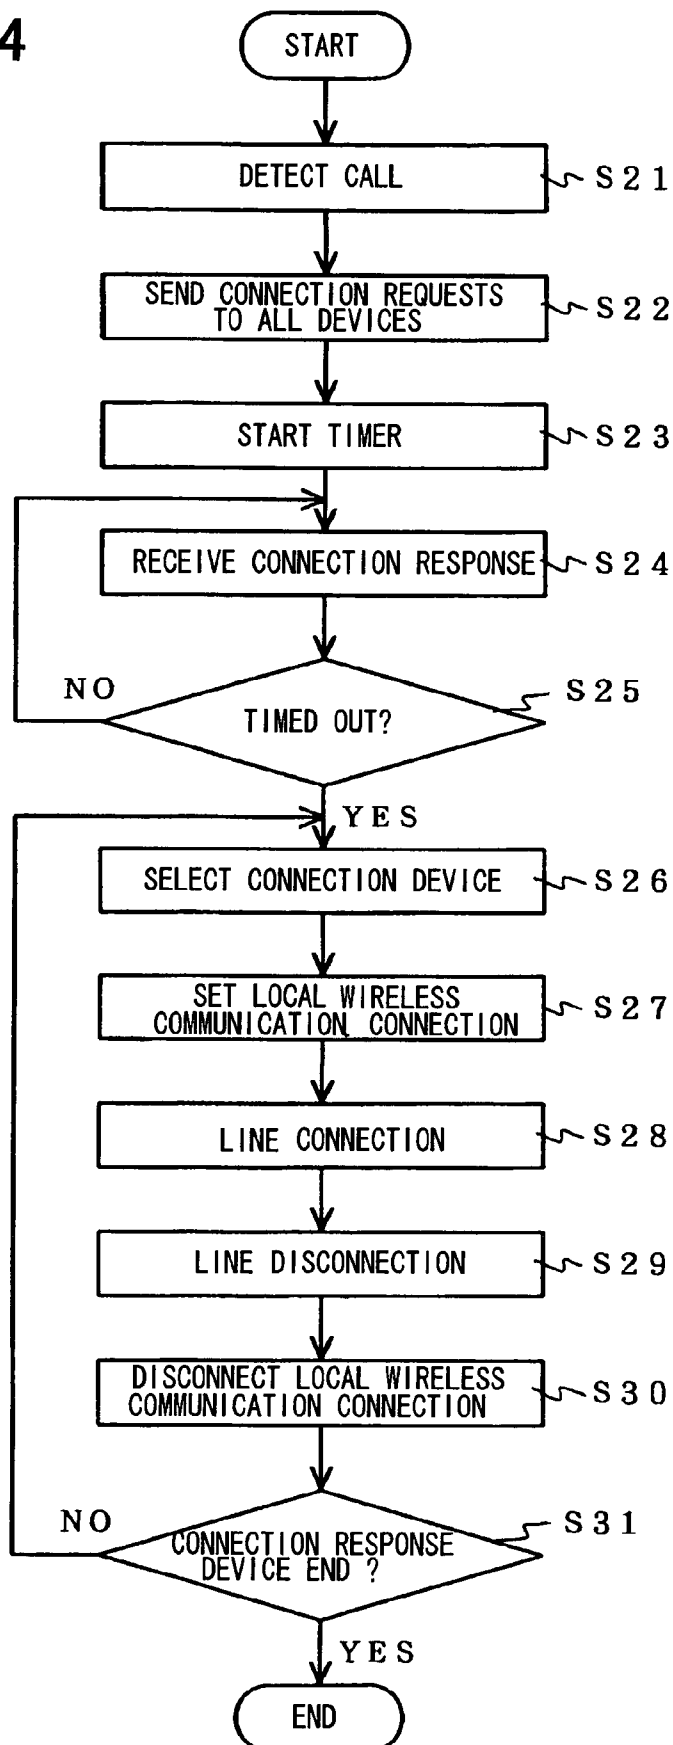 4
START
DETECT CALL
S21
SEND CONNECTION REQUESTS
TO ALL DEVICES
S22
START TIMER
S23
RECEIVE CONNECTION RESPONSE
S24
NO
TIMED OUT?
S25
YES
SELECT CONNECTION DEVICE
S26
SET LOCAL WIRELESS
COMMUNICATION CONNECTION
S27
LINE CONNECTION
S28
LINE DISCONNECTION
S29
DISCONNECT LOCAL WIRELESS
COMMUNICATION CONNECTION
S30
NO
CONNECTION RESPONSE
DEVICE END ?
S31
YES
END